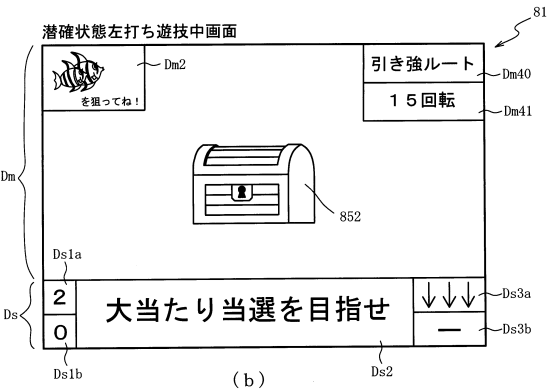 81
潜確状態左打ち遊技中画面
Dm2
を狙ってね!
引き強ルート
Dm40
15回転
Dm41
Dm
852
Ds1a
2
0
大当たり当選を目指せ
Ds
Ds3a
Ds3b
Ds1b
Ds2
(b)